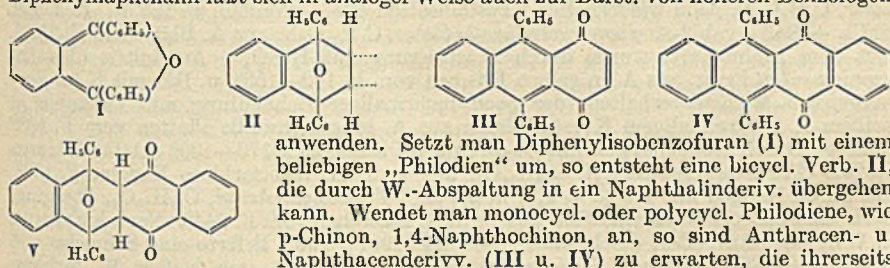 Diphenylnaphthalin läßt sich in analoger Weise auch zur Darst. von höheren Benzologen
C(C₆H₅)
O
C(C₆H₅)
I
H₅C₆ H
O
H₅C₆ H
II
C₆H₅ O
C₆H₅ O
III
C₆H₅ O
C₆H₅ O
IV
H₅C₆ H O
O
H₅C₆ H O
V
anwenden. Setzt man Diphenylisobenzofuran (I) mit einem
beliebigen „Philodien“ um, so entsteht eine bicycl. Verb. II,
die durch W.-Abspaltung in ein Naphthalinderiv. übergehen
kann. Wendet man monocycl. oder polycycl. Philodiene, wie
p-Chinon, 1,4-Naphthochinon, an, so sind Anthracen- u.
Naphthacenderivv. (III u. IV) zu erwarten, die ihrerseits